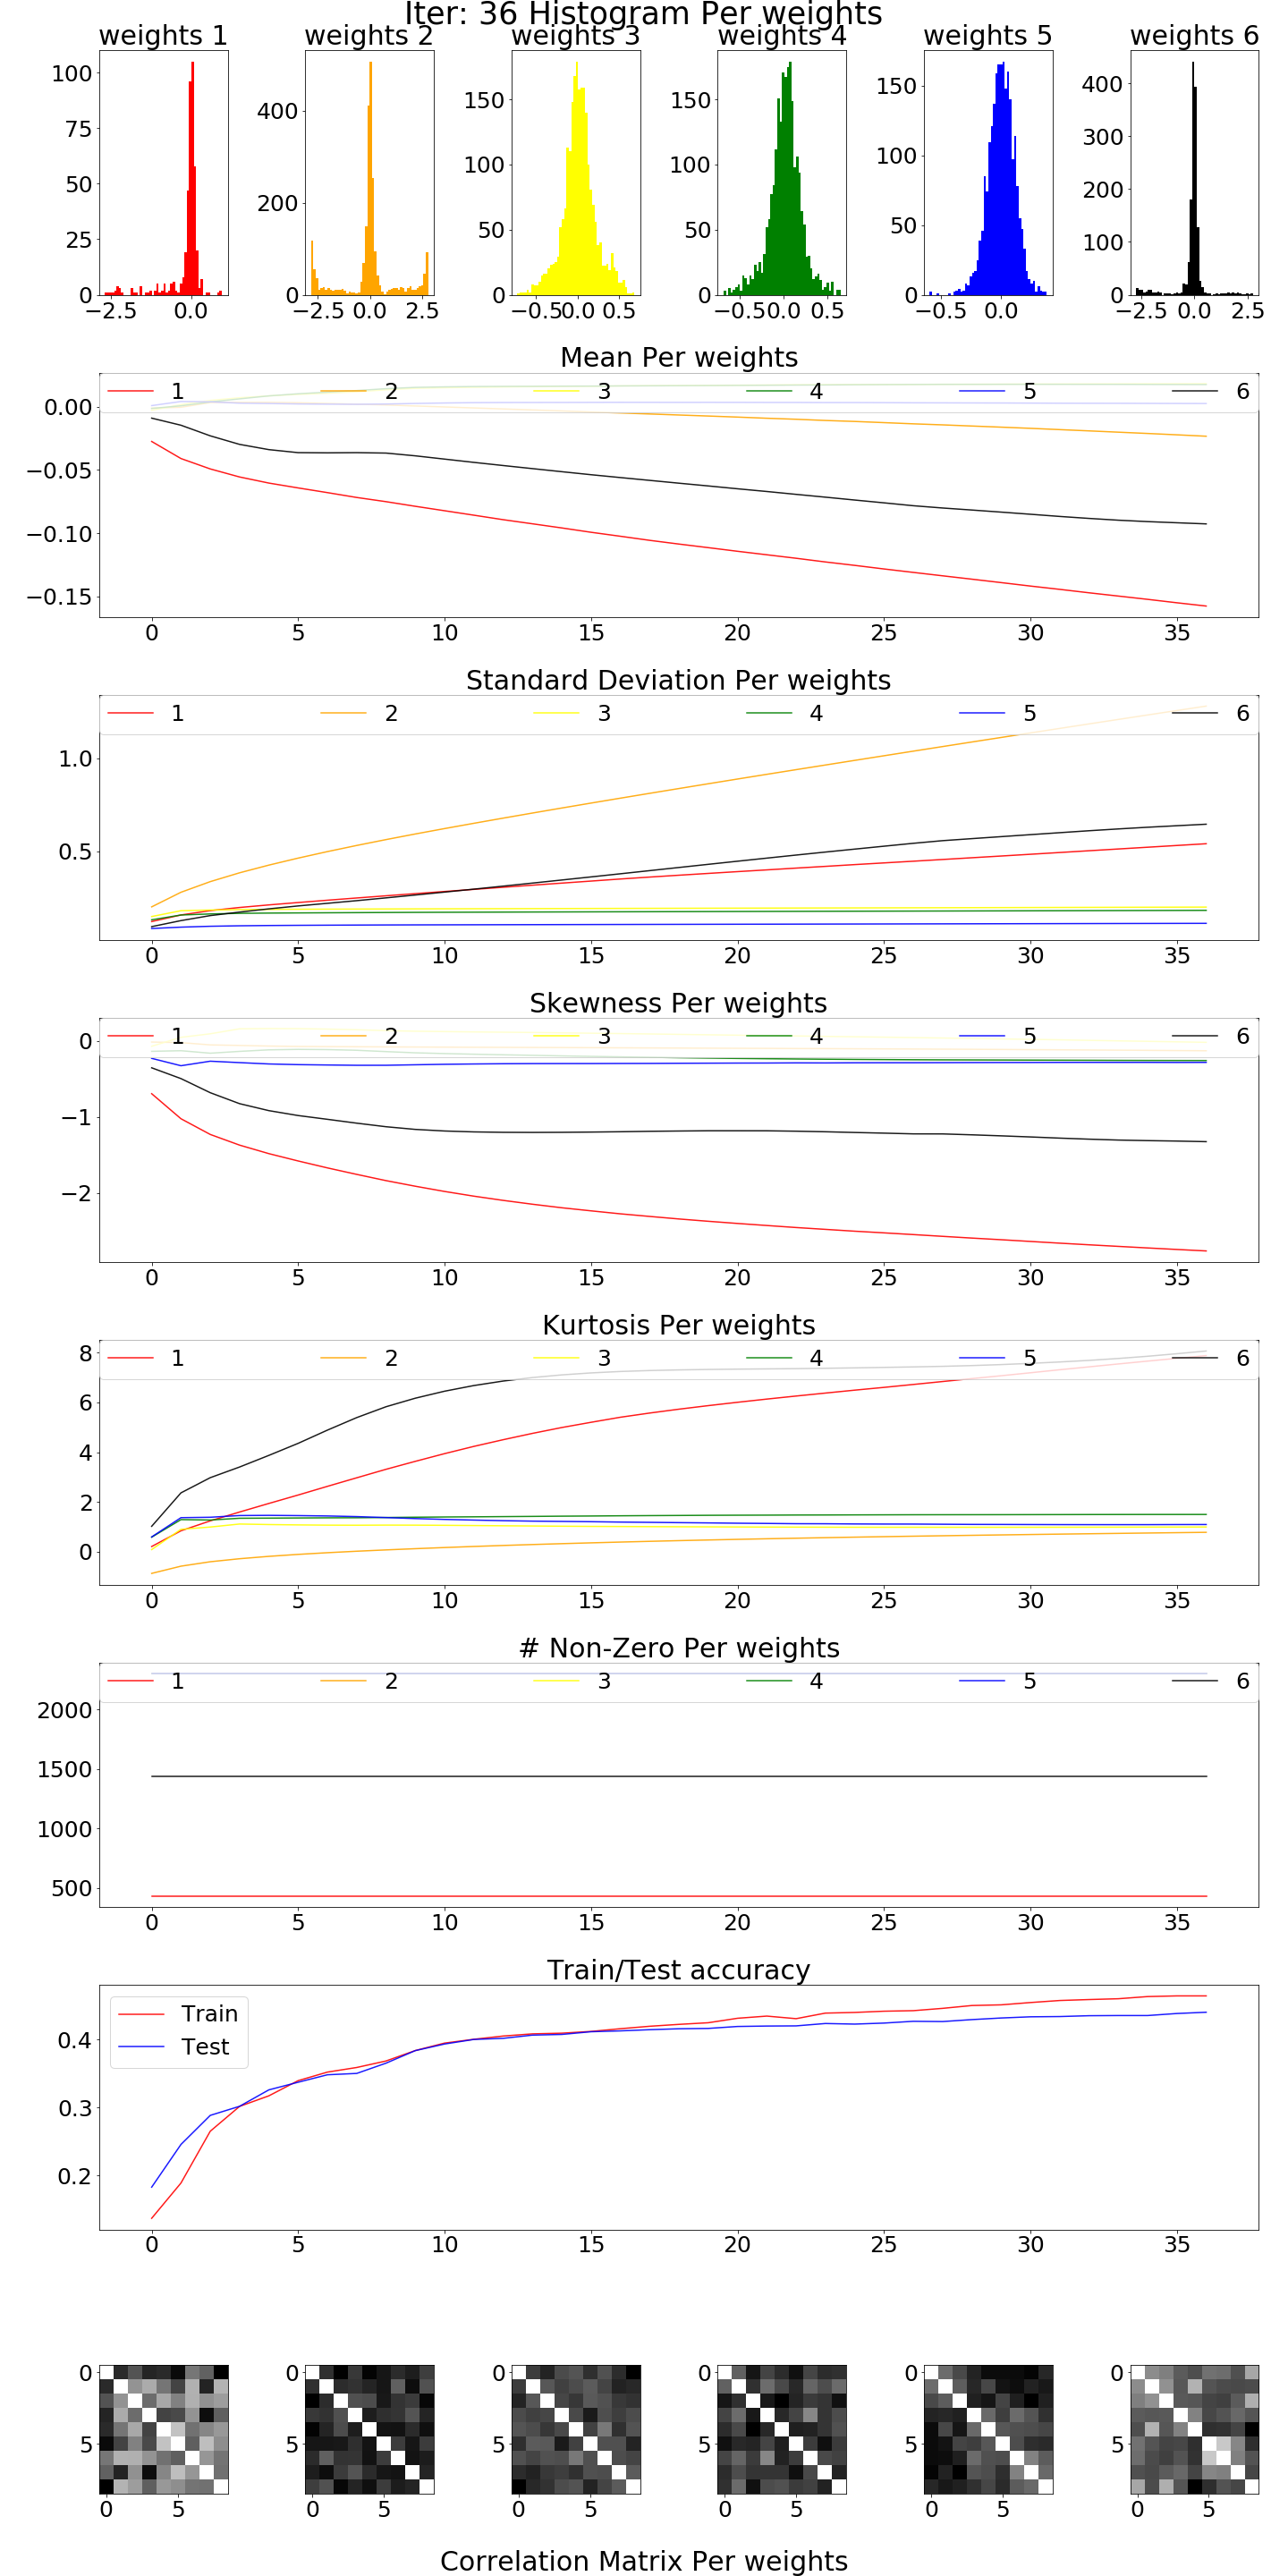 Iter: 36 Histogram Per weights
weights 1 weights 2 weights 3 weights 4 weights 5 weights 6
100
75
50
25
0
−2.5 0.0
400
200
0
−2.5 0.0 2.5
150
100
50
0
−0.5 0.0 0.5
150
100
50
0
−0.5 0.0 0.5
150
100
50
0
−0.5 0.0
400
300
200
100
0
−2.5 0.0 2.5
Mean Per weights
1 2 3 4 5 6
0.00
−0.05
−0.10
−0.15
0 5 10 15 20 25 30 35
Standard Deviation Per weights
1 2 3 4 5 6
1.0
0.5
0 5 10 15 20 25 30 35
Skewness Per weights
1 2 3 4 5 6
0
−1
−2
0 5 10 15 20 25 30 35
Kurtosis Per weights
1 2 3 4 5 6
8
6
4
2
0
0 5 10 15 20 25 30 35
# Non-Zero Per weights
1 2 3 4 5 6
2000
1500
1000
500
0 5 10 15 20 25 30 35
Train/Test accuracy
Train
Test
0.4
0.3
0.2
0 5 10 15 20 25 30 35
0 0 0 0 0 0
5 5 5 5 5 5
0 5 0 5 0 5 0 5 0 5 0 5
Correlation Matrix Per weights